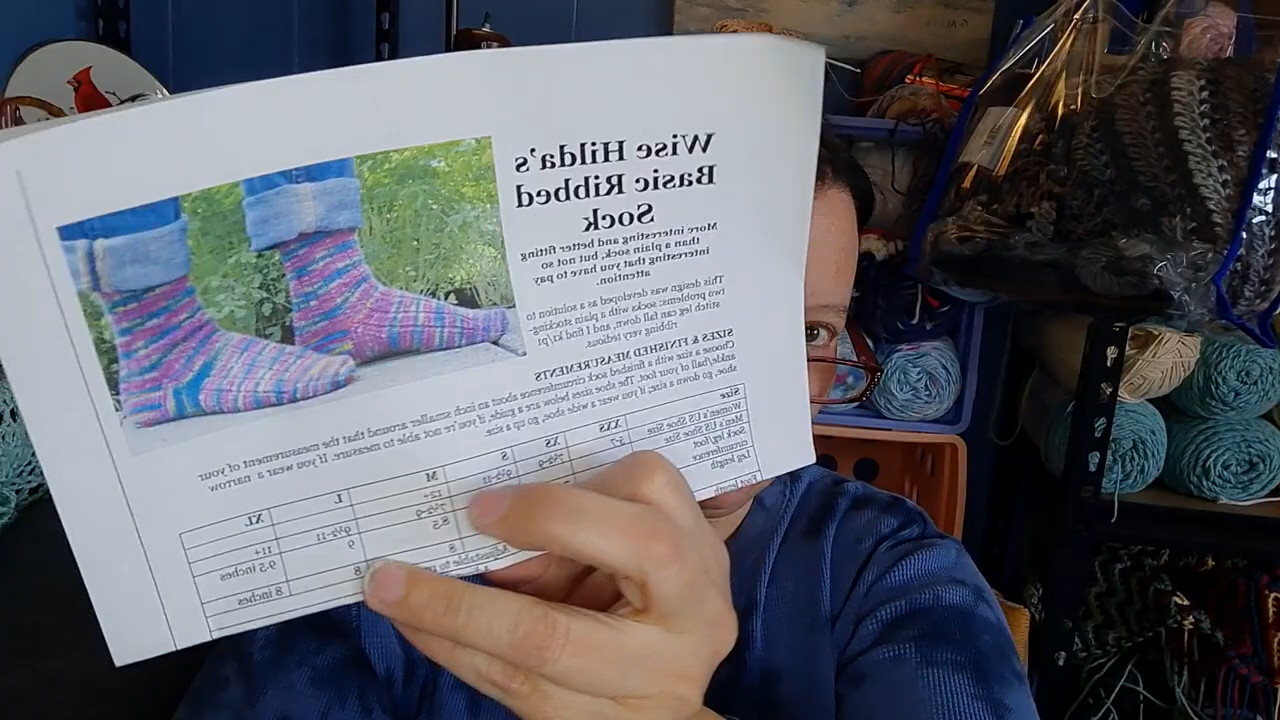 Wise Hilda's
Basic Ribbed
Sock
More interesting and better fitting
than a plain sock, but not so
interesting that you have to pay
attention.
This design was developed as a solution to
two problems: socks with plain stocking-
stitch leg can fall down, and I find k1/p1
ribbing very tedious.
SIZES & FINISHED MEASUREMENTS
Choose a size with a finished sock circumference about an inch smaller around that the measurement of your
ankle/ball of your foot. The shoe sizes below are a guide, if you're not able to measure. If you wear a narrow
shoe, go down a size; if you wear a wide shoe, go up a size.
Size XXS XS S M L XL
Women's US Shoe Size 5-7 7½-9 9½-11 12+
Men's US Shoe Size 7½-9 9½-11 11+
Sock leg/foot 8.5 9 9.5 inches
circumference
Leg length 8 8 8 inches
Foot length Adjustable to